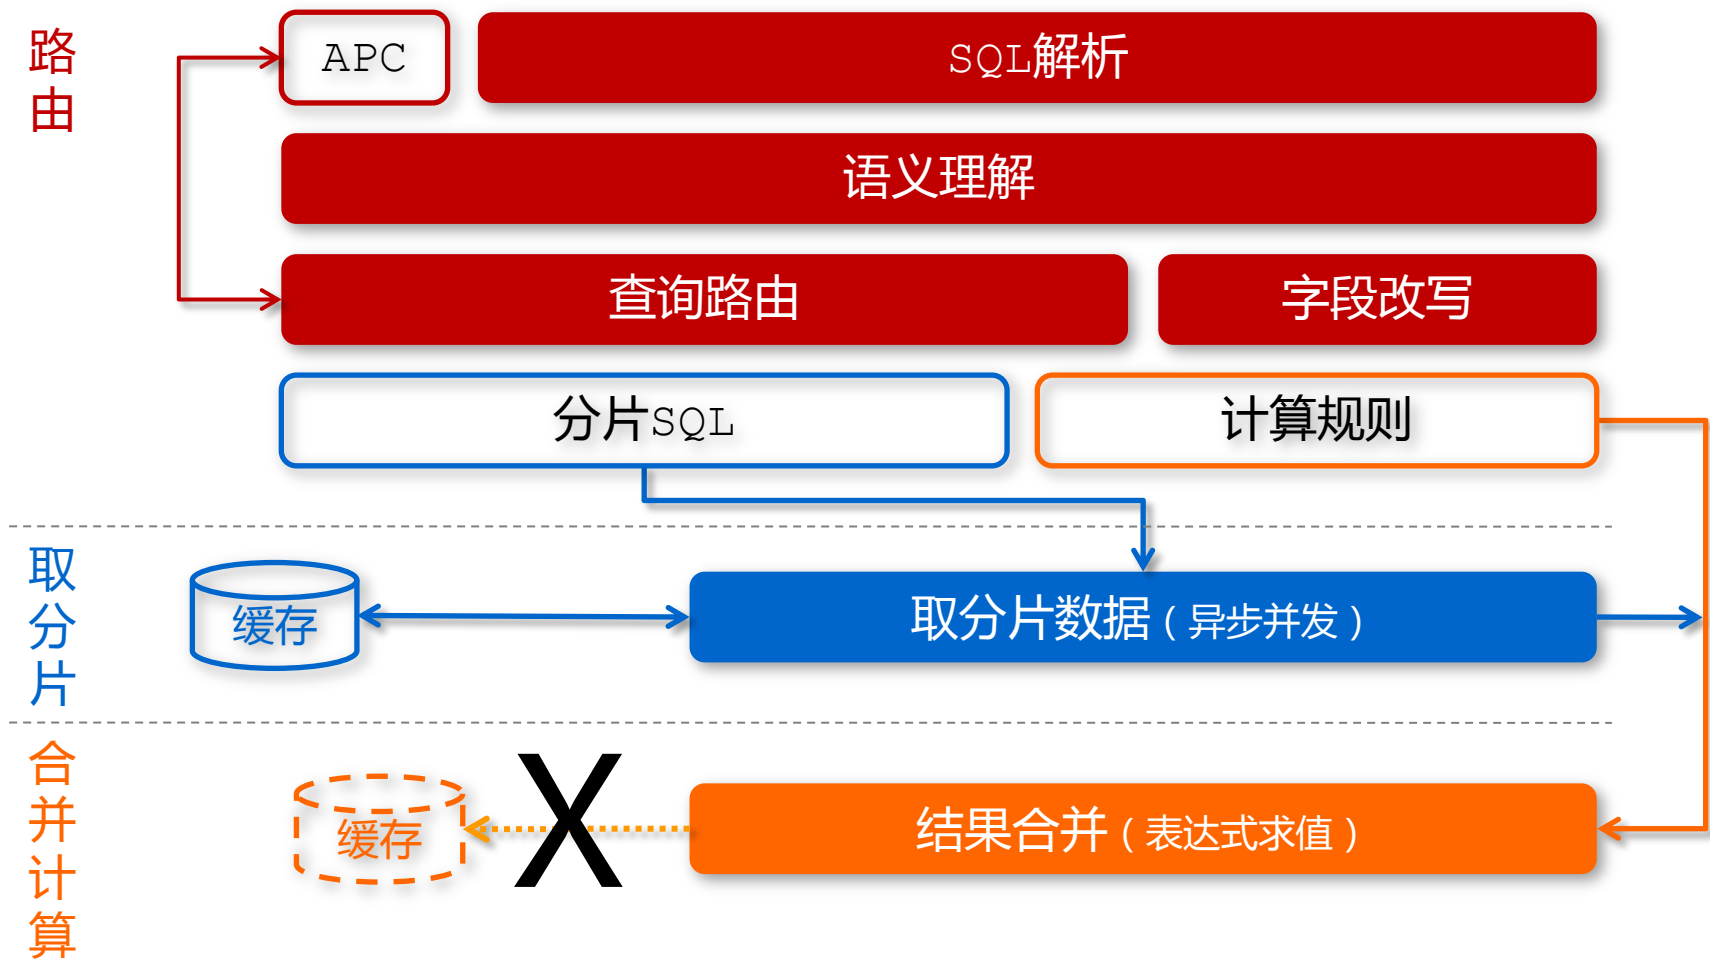 路由
APC
SQL解析
语义理解
查询路由
字段改写
分片SQL
计算规则
取分片
缓存
取分片数据（异步并发）
合并计算
缓存
X
结果合并（表达式求值）